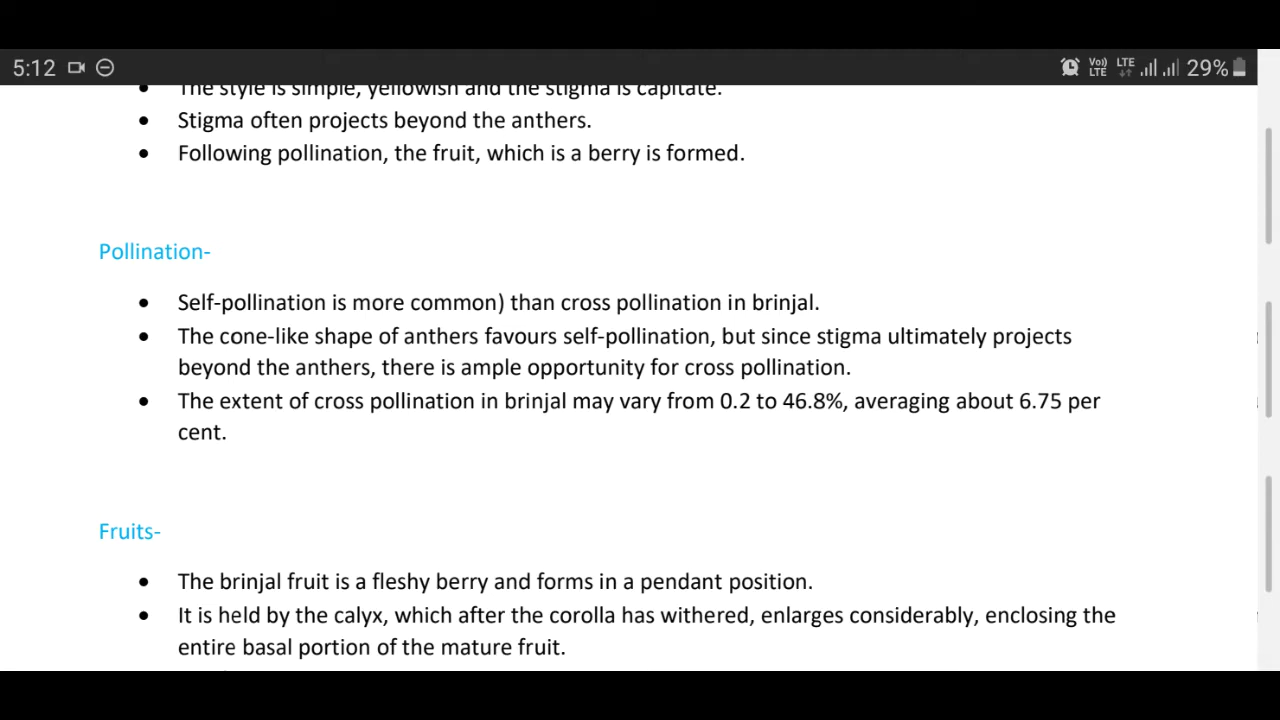 5:12
Vo)) LTE LTE 29%
• The style is simple, yellowish and the stigma is capitate.
• Stigma often projects beyond the anthers.
• Following pollination, the fruit, which is a berry is formed.
Pollination-
• Self-pollination is more common) than cross pollination in brinjal.
• The cone-like shape of anthers favours self-pollination, but since stigma ultimately projects
beyond the anthers, there is ample opportunity for cross pollination.
• The extent of cross pollination in brinjal may vary from 0.2 to 46.8%, averaging about 6.75 per
cent.
Fruits-
• The brinjal fruit is a fleshy berry and forms in a pendant position.
• It is held by the calyx, which after the corolla has withered, enlarges considerably, enclosing the
entire basal portion of the mature fruit.